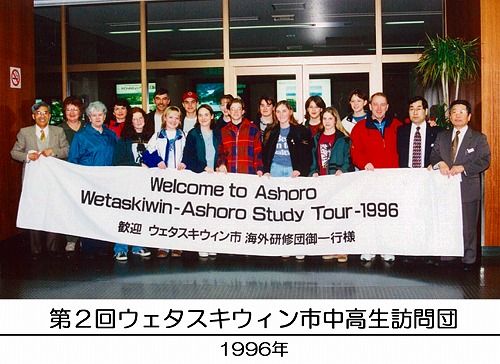 Welcome to Ashoro
Wetaskiwin-Ashoro Study Tour-1996
歓迎 ウェタスキウィン市 海外研修団御一行様
第2回ウェタスキウィン市中高生訪問団
1996年